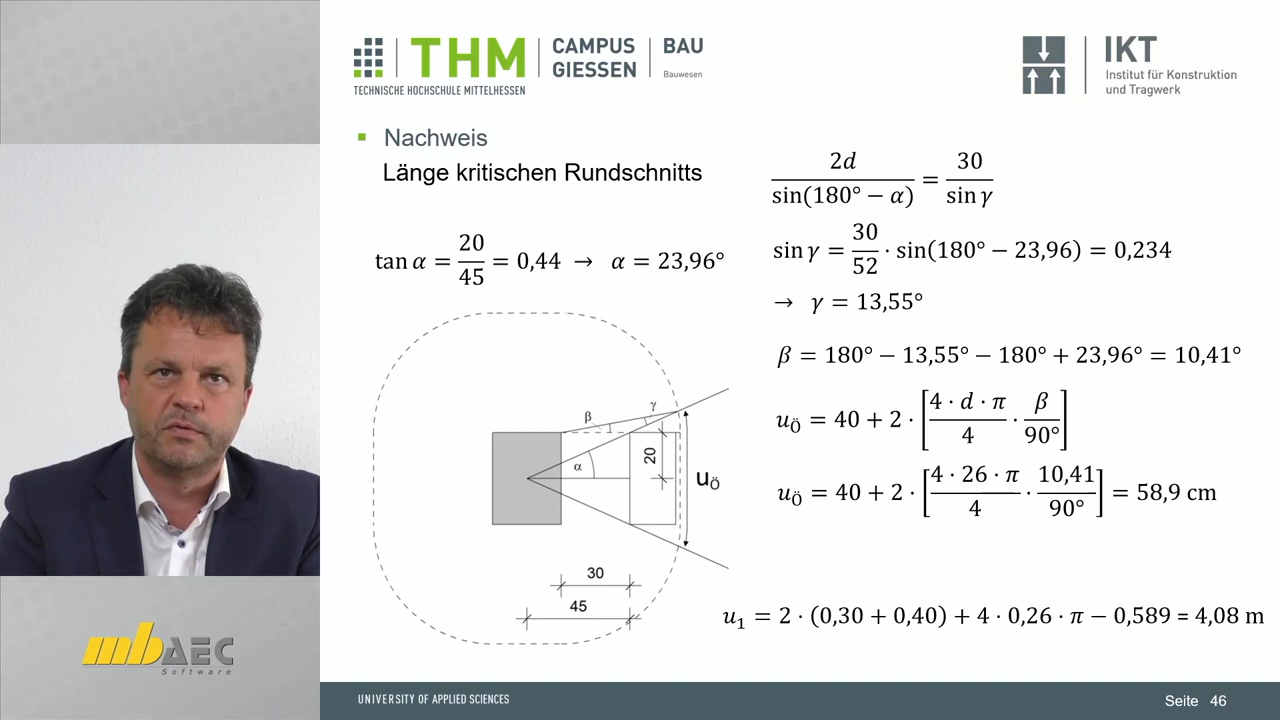 THM
CAMPUS
GIESSEN
BAU
Bauwesen
TECHNISCHE HOCHSCHULE MITTELHESSEN
IKT
Institut für Konstruktion
und Tragwerk
▪ Nachweis
Länge kritischen Rundschnitts
tan α = 20/45 = 0,44 → α = 23,96°
2d/sin(180° − α) = 30/sin γ
sin γ = 30/52 · sin(180° − 23,96) = 0,234
→ γ = 13,55°
β = 180° − 13,55° − 180° + 23,96° = 10,41°
uÖ = 40 + 2 · [4 · d · π/4 · β/90°]
uÖ = 40 + 2 · [4 · 26 · π/4 · 10,41/90°] = 58,9 cm
β
γ
α
20
uÖ
30
45
u₁ = 2 · (0,30 + 0,40) + 4 · 0,26 · π − 0,589 = 4,08 m
mbAEC
Software
UNIVERSITY OF APPLIED SCIENCES
Seite 46